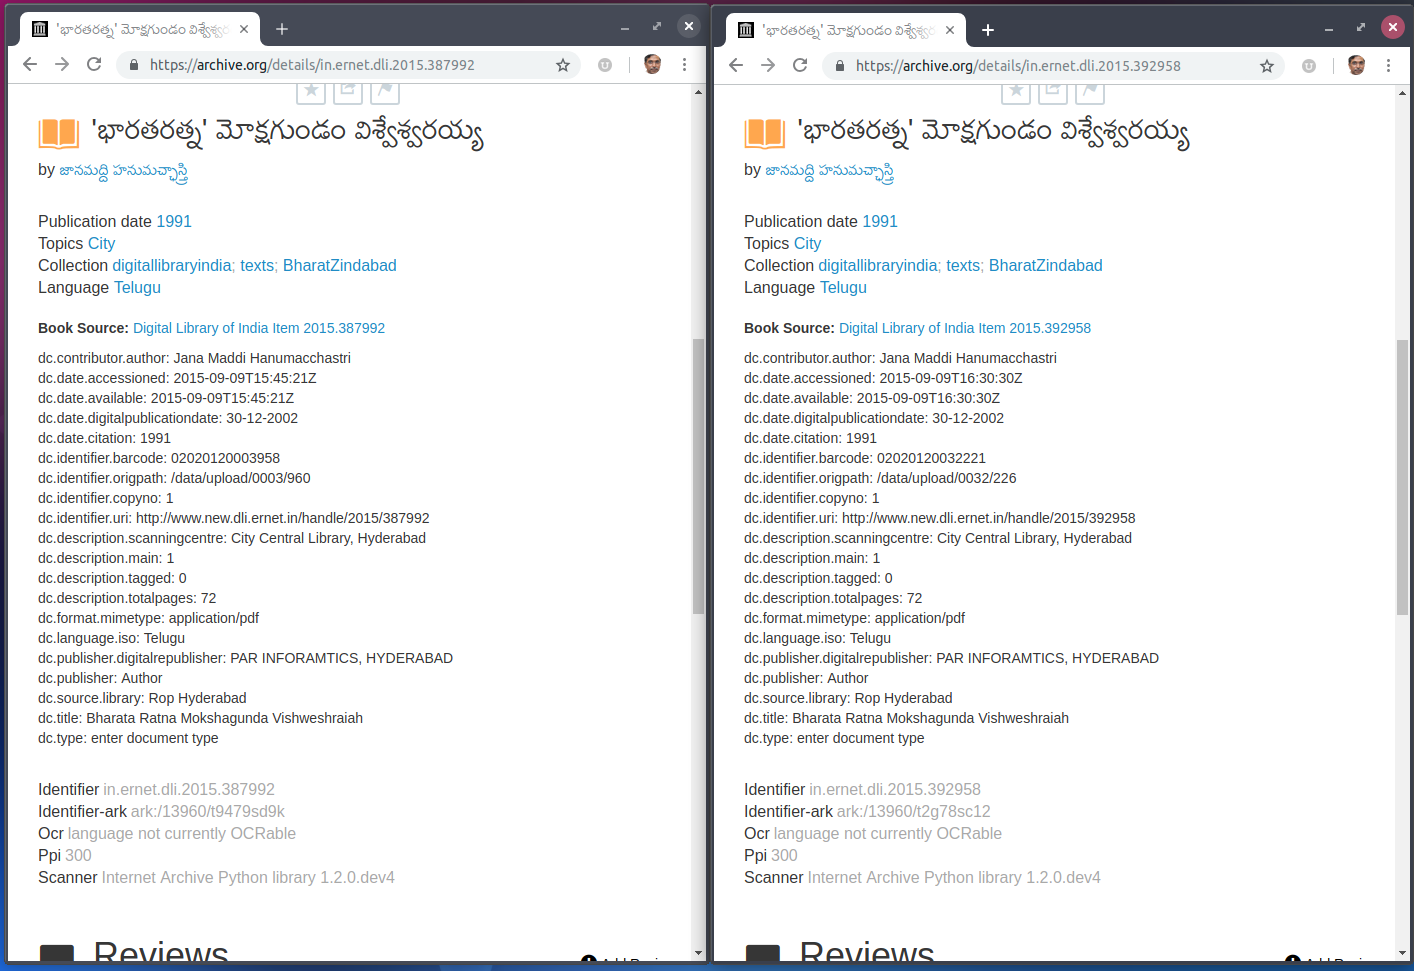 'భారతరత్న' మోక్షగుండం విశ్వేశ్వ
https://archive.org/details/in.ernet.dli.2015.387992
'భారతరత్న' మోక్షగుండం విశ్వేశ్వరయ్య
by జానమద్ది హనుమచ్ఛాస్త్రి
Publication date 1991
Topics City
Collection digitallibraryindia; texts; BharatZindabad
Language Telugu
Book Source: Digital Library of India Item 2015.387992
dc.contributor.author: Jana Maddi Hanumacchastri
dc.date.accessioned: 2015-09-09T15:45:21Z
dc.date.available: 2015-09-09T15:45:21Z
dc.date.digitalpublicationdate: 30-12-2002
dc.date.citation: 1991
dc.identifier.barcode: 02020120003958
dc.identifier.origpath: /data/upload/0003/960
dc.identifier.copyno: 1
dc.identifier.uri: http://www.new.dli.ernet.in/handle/2015/387992
dc.description.scanningcentre: City Central Library, Hyderabad
dc.description.main: 1
dc.description.tagged: 0
dc.description.totalpages: 72
dc.format.mimetype: application/pdf
dc.language.iso: Telugu
dc.publisher.digitalrepublisher: PAR INFORAMTICS, HYDERABAD
dc.publisher: Author
dc.source.library: Rop Hyderabad
dc.title: Bharata Ratna Mokshagunda Vishweshraiah
dc.type: enter document type
Identifier in.ernet.dli.2015.387992
Identifier-ark ark:/13960/t9479sd9k
Ocr language not currently OCRable
Ppi 300
Scanner Internet Archive Python library 1.2.0.dev4
Reviews
'భారతరత్న' మోక్షగుండం విశ్వేశ్వ
https://archive.org/details/in.ernet.dli.2015.392958
'భారతరత్న' మోక్షగుండం విశ్వేశ్వరయ్య
by జానమద్ది హనుమచ్ఛాస్త్రి
Publication date 1991
Topics City
Collection digitallibraryindia; texts; BharatZindabad
Language Telugu
Book Source: Digital Library of India Item 2015.392958
dc.contributor.author: Jana Maddi Hanumacchastri
dc.date.accessioned: 2015-09-09T16:30:30Z
dc.date.available: 2015-09-09T16:30:30Z
dc.date.digitalpublicationdate: 30-12-2002
dc.date.citation: 1991
dc.identifier.barcode: 02020120032221
dc.identifier.origpath: /data/upload/0032/226
dc.identifier.copyno: 1
dc.identifier.uri: http://www.new.dli.ernet.in/handle/2015/392958
dc.description.scanningcentre: City Central Library, Hyderabad
dc.description.main: 1
dc.description.tagged: 0
dc.description.totalpages: 72
dc.format.mimetype: application/pdf
dc.language.iso: Telugu
dc.publisher.digitalrepublisher: PAR INFORAMTICS, HYDERABAD
dc.publisher: Author
dc.source.library: Rop Hyderabad
dc.title: Bharata Ratna Mokshagunda Vishweshraiah
dc.type: enter document type
Identifier in.ernet.dli.2015.392958
Identifier-ark ark:/13960/t2g78sc12
Ocr language not currently OCRable
Ppi 300
Scanner Internet Archive Python library 1.2.0.dev4
Reviews